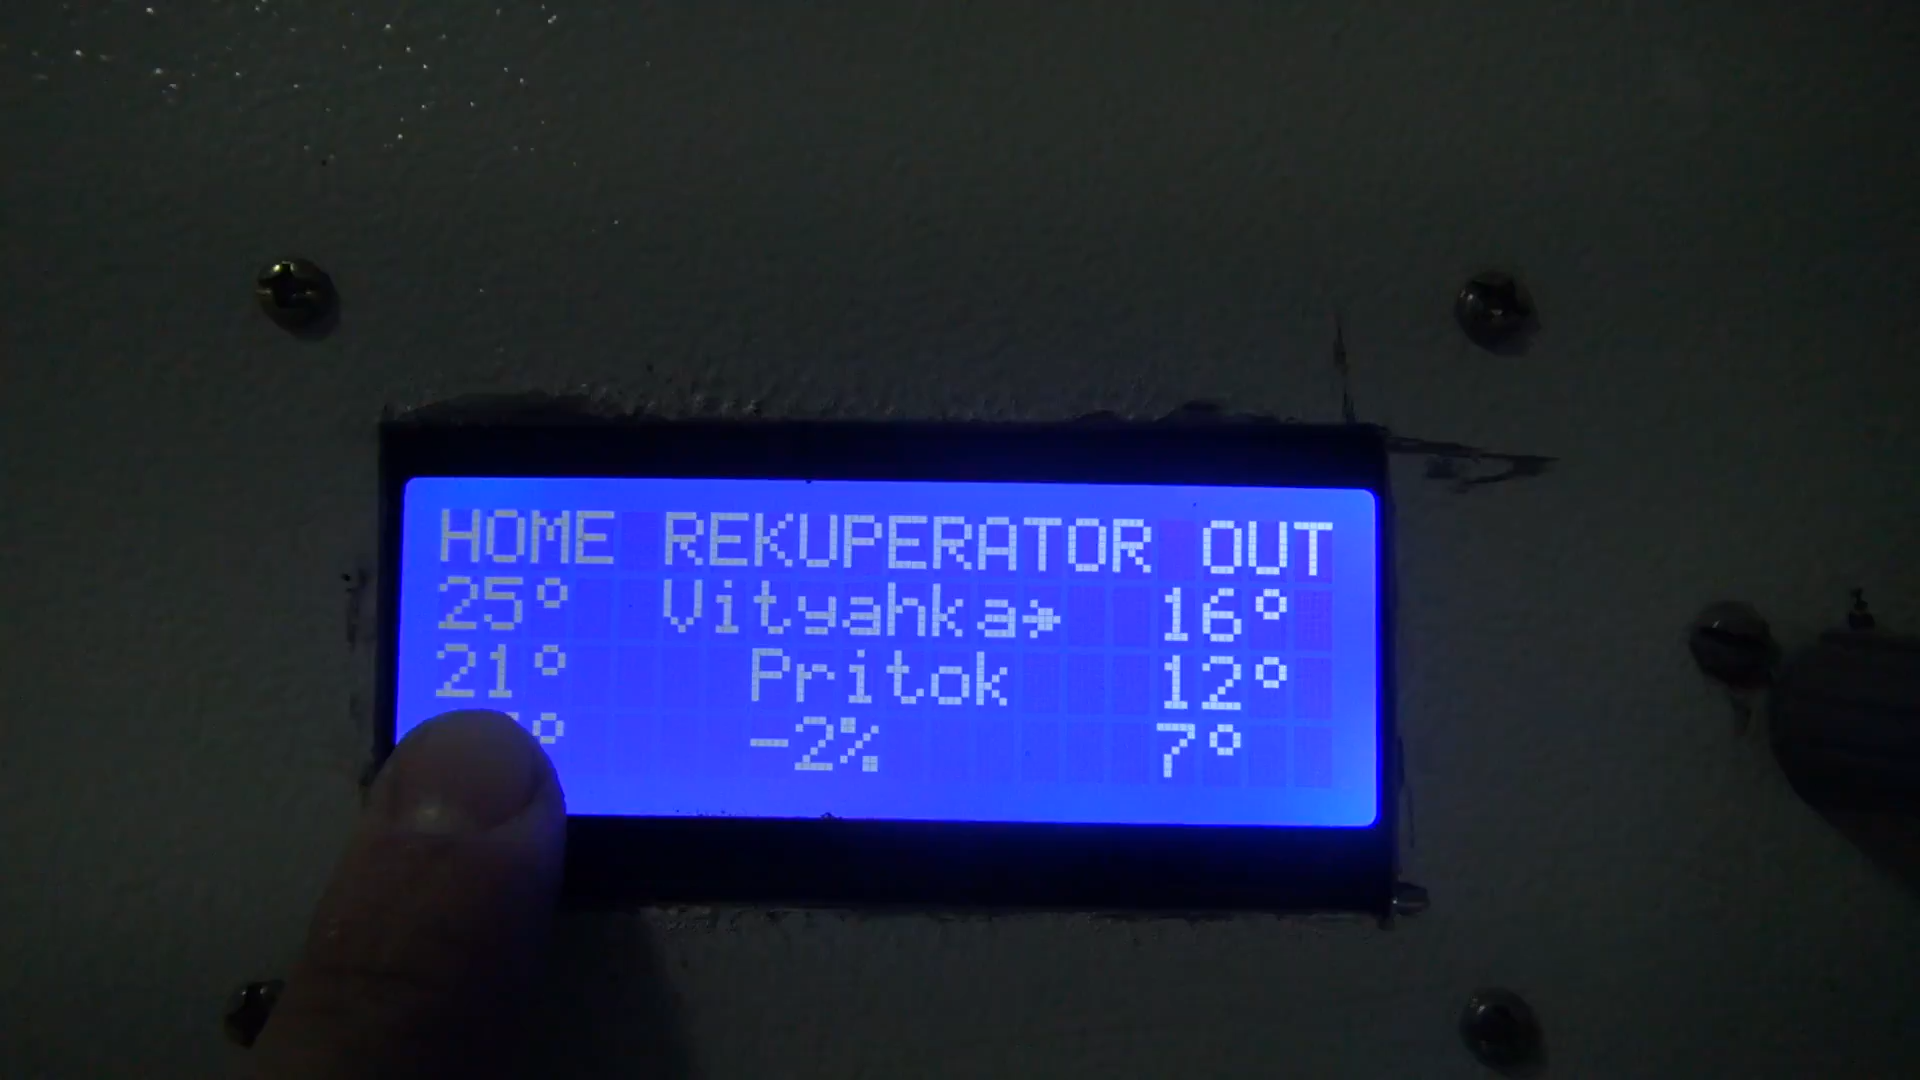 HOME REKUPERATOR OUT
25° Vityahka→ 16°
21° Pritok 12°
° -2% 7°